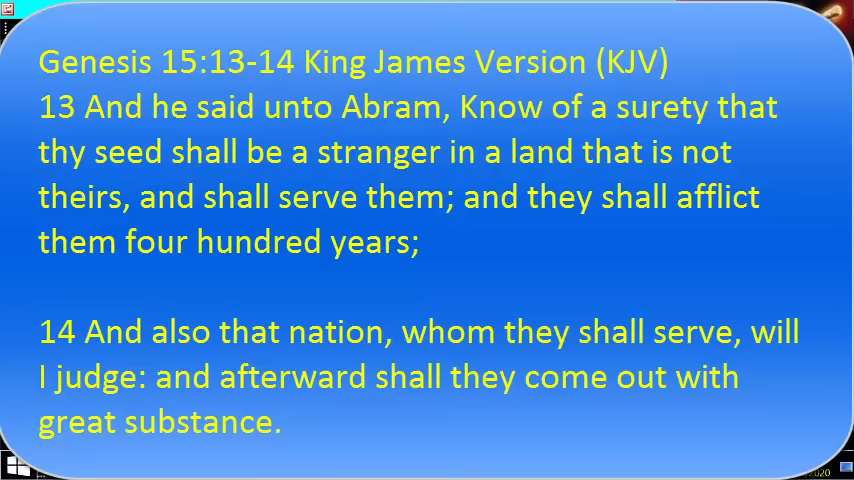 Genesis 15:13-14 King James Version (KJV)
13 And he said unto Abram, Know of a surety that
thy seed shall be a stranger in a land that is not
theirs, and shall serve them; and they shall afflict
them four hundred years;
14 And also that nation, whom they shall serve, will
I judge: and afterward shall they come out with
great substance.
2020